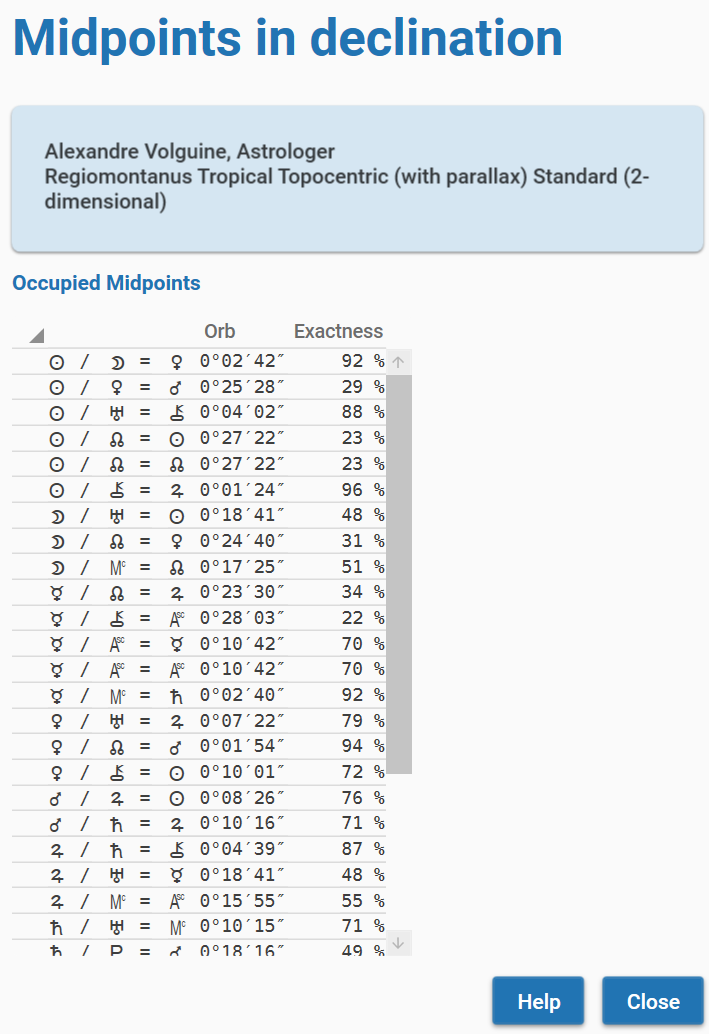 Midpoints in declination
Alexandre Volguine, Astrologer
Regiomontanus Tropical Topocentric (with parallax) Standard (2-
dimensional)
Occupied Midpoints
Orb Exactness
☉ / ☽ = ♀ 0°02′42″ 92 %
☉ / ♀ = ♂ 0°25′28″ 29 %
☉ / ♅ = ⚷ 0°04′02″ 88 %
☉ / ☊ = ☉ 0°27′22″ 23 %
☉ / ☊ = ☊ 0°27′22″ 23 %
☉ / ⚷ = ♃ 0°01′24″ 96 %
☽ / ♅ = ☉ 0°18′41″ 48 %
☽ / ☊ = ♀ 0°24′40″ 31 %
☽ / Mc = ☊ 0°17′25″ 51 %
☿ / ☊ = ♃ 0°23′30″ 34 %
☿ / ⚷ = Asc 0°28′03″ 22 %
☿ / Asc = ☿ 0°10′42″ 70 %
☿ / Asc = Asc 0°10′42″ 70 %
☿ / Mc = ♄ 0°02′40″ 92 %
♀ / ♅ = ♃ 0°07′22″ 79 %
♀ / ☊ = ♂ 0°01′54″ 94 %
♀ / ⚷ = ☉ 0°10′01″ 72 %
♂ / ♃ = ☉ 0°08′26″ 76 %
♂ / ♄ = ♃ 0°10′16″ 71 %
♃ / ♄ = ⚷ 0°04′39″ 87 %
♃ / ♅ = ☿ 0°18′41″ 48 %
♃ / Mc = Asc 0°15′55″ 55 %
♄ / ♅ = Mc 0°10′15″ 71 %
♄ / ♇ = ♂ 0°18′16″ 49 %
Help Close